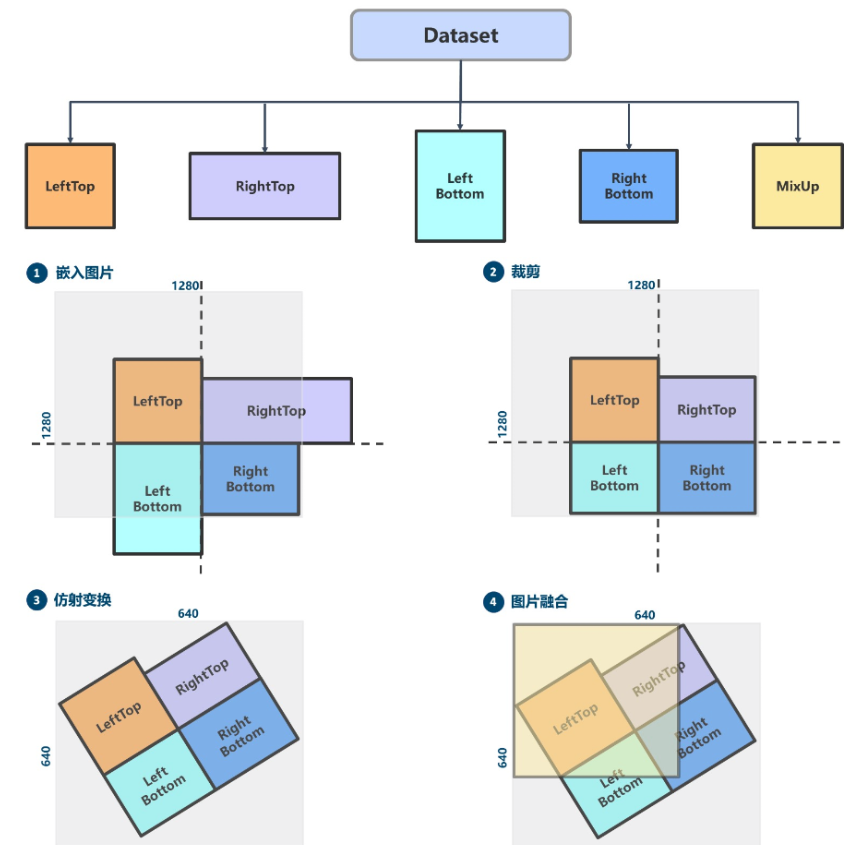 Dataset
LeftTop
RightTop
Left
Bottom
Right
Bottom
MixUp
1 嵌入图片
1280
1280
LeftTop
RightTop
Left
Bottom
Right
Bottom
2 裁剪
1280
1280
LeftTop
RightTop
Left
Bottom
Right
Bottom
3 仿射变换
640
640
LeftTop
RightTop
Left
Bottom
Right
Bottom
4 图片融合
640
640
LeftTop
RightTop
Left
Bottom
Right
Bottom